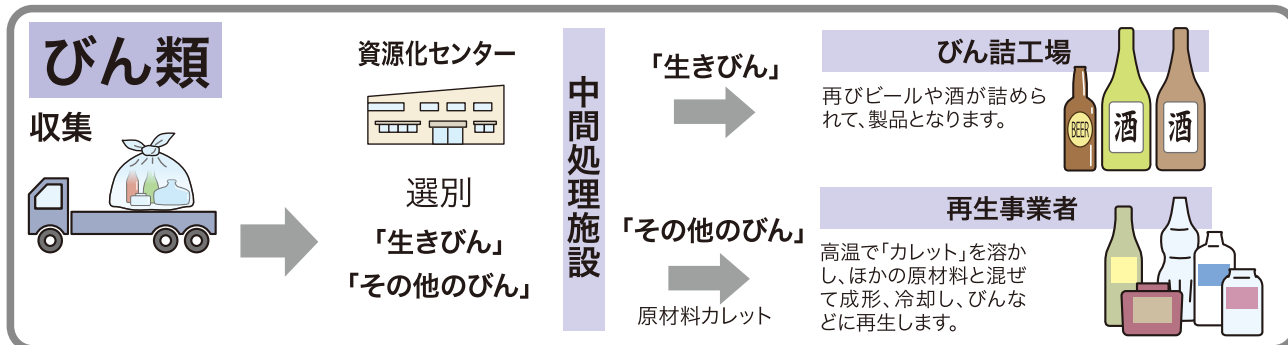 びん類
収集
資源化センター
選別
「生きびん」
「その他のびん」
中間処理施設
「生きびん」
びん詰工場
再びビールや酒が詰めら
れて、製品となります。
BEER
酒
酒
「その他のびん」
原材料カレット
再生事業者
高温で「カレット」を溶か
し、ほかの原材料と混ぜ
て成形、冷却し、びんな
どに再生します。